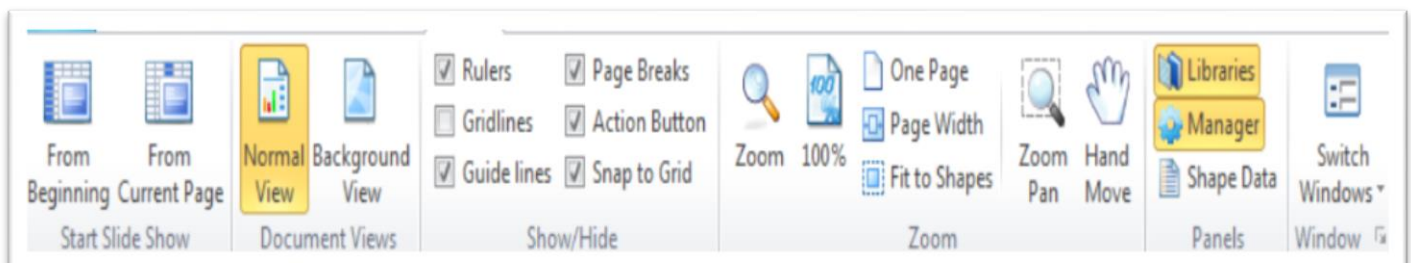 From Beginning
From Current Page
Start Slide Show
Normal View
Background View
Document Views
Rulers
Gridlines
Guide lines
Page Breaks
Action Button
Snap to Grid
Show/Hide
Zoom
100
100%
One Page
Page Width
Fit to Shapes
Zoom Pan
Hand Move
Zoom
Libraries
Manager
Shape Data
Panels
Switch Windows
Window